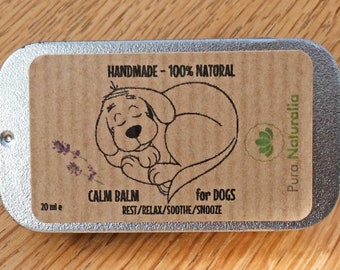 HANDMADE - 100% NATURAL
CALM BALM for DOGS
20 ml e
REST/RELAX/SOOTHE/SNOOZE
Pura Naturalia